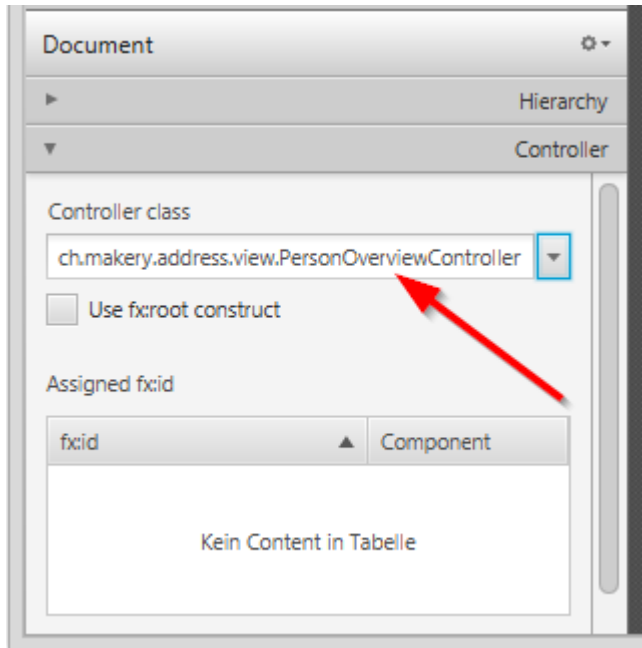 Document
Hierarchy
Controller
Controller class
ch.makery.address.view.PersonOverviewController
Use fx:root construct
Assigned fx:id
fx:id Component
Kein Content in Tabelle